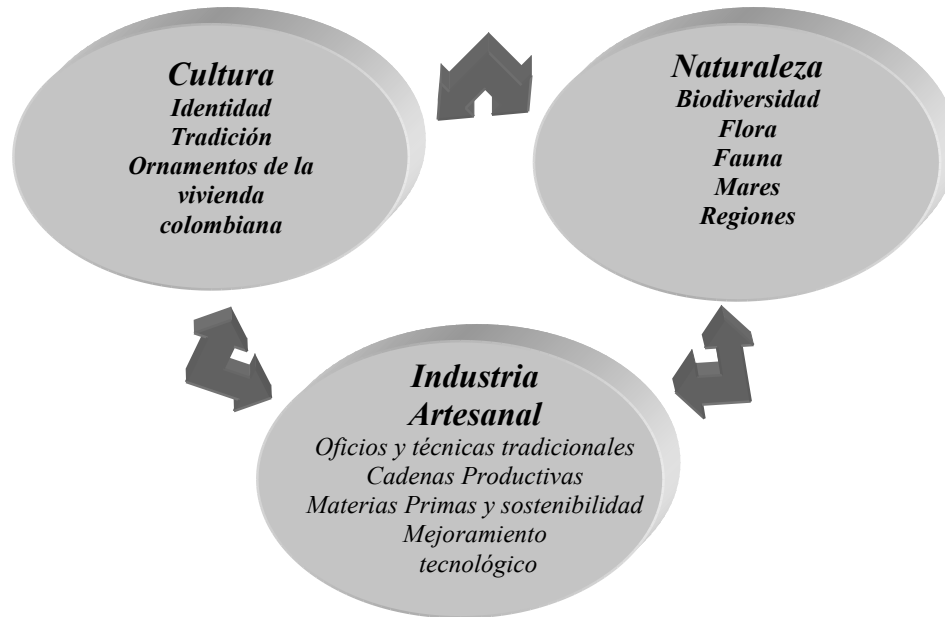 Cultura
Identidad
Tradición
Ornamentos de la
vivienda
colombiana
Naturaleza
Biodiversidad
Flora
Fauna
Mares
Regiones
Industria
Artesanal
Oficios y técnicas tradicionales
Cadenas Productivas
Materias Primas y sostenibilidad
Mejoramiento
tecnológico